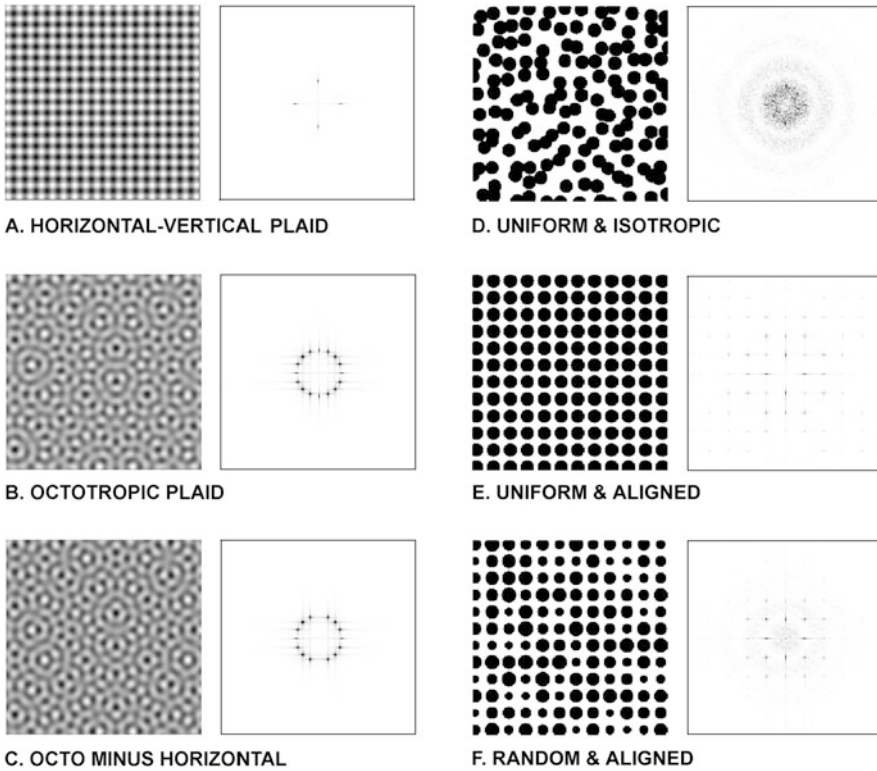 A. HORIZONTAL-VERTICAL PLAID
D. UNIFORM & ISOTROPIC
B. OCTOTROPIC PLAID
E. UNIFORM & ALIGNED
C. OCTO MINUS HORIZONTAL
F. RANDOM & ALIGNED